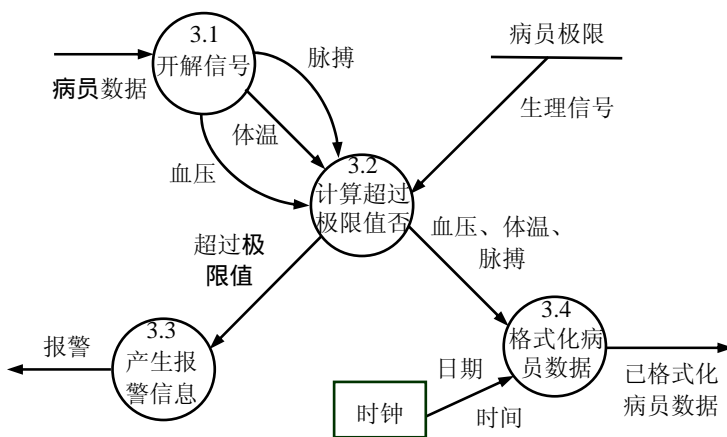 3.1
开解信号
病员数据
脉搏
体温
血压
病员极限
生理信号
3.2
计算超过
极限值否
超过极
限值
血压、体温、
脉搏
3.3
产生报
警信息
报警
3.4
格式化病
员数据
日期
时间
时钟
已格式化
病员数据